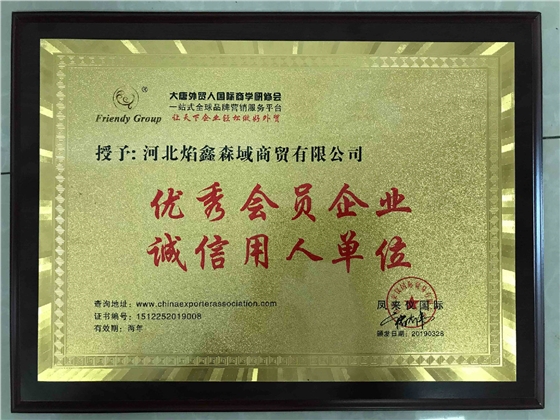 ®
Friendy Group
大唐外贸人国际商学研修会
一站式全球品牌营销服务平台
让天下企业轻松做好外贸
授予: 河北焰鑫森域商贸有限公司
优秀会员企业
诚信用人单位
查询地址: www.chinaexporterassociation.com
证书编号: 1512252019008
有效期: 海年
凤来仪国际
颁发日期: 20190328